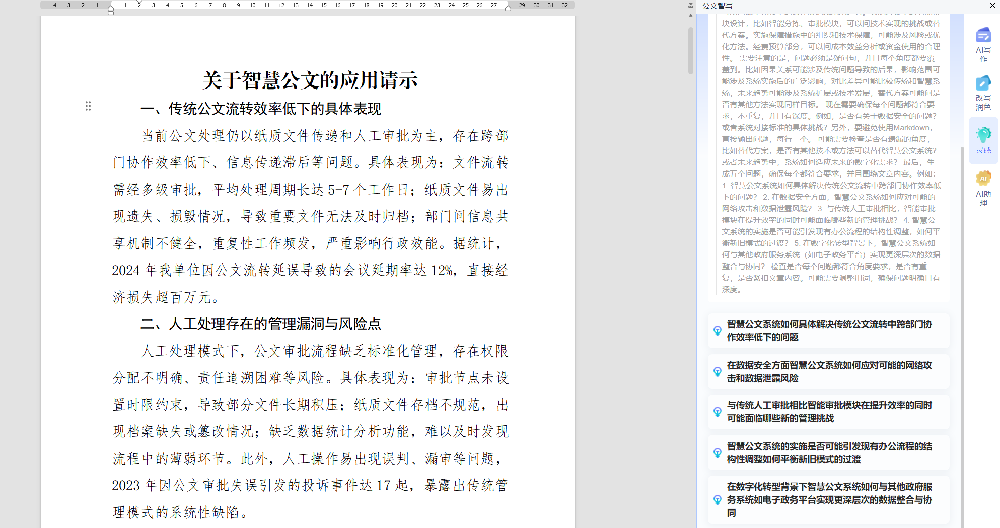 4 3 2 1 1 2 3 4 5 6 7 8 9 10 11 12 13 14 15 16 17 18 19 20 21 22 23 24 25 26 27 29 30 31 32
关于智慧公文的应用请示
一、传统公文流转效率低下的具体表现
当前公文处理仍以纸质文件传递和人工审批为主，存在跨部
门协作效率低下、信息传递滞后等问题。具体表现为：文件流转
需经多级审批，平均处理周期长达 5-7 个工作日；纸质文件易出
现遗失、损毁情况，导致重要文件无法及时归档；部门间信息共
享机制不健全，重复性工作频发，严重影响行政效能。据统计，
2024 年我单位因公文流转延误导致的会议延期率达 12%，直接经
济损失超百万元。
二、人工处理存在的管理漏洞与风险点
人工处理模式下，公文审批流程缺乏标准化管理，存在权限
分配不明确、责任追溯困难等风险。具体表现为：审批节点未设
置时限约束，导致部分文件长期积压；纸质文件存档不规范，出
现档案缺失或篡改情况；缺乏数据统计分析功能，难以及时发现
流程中的薄弱环节。此外，人工操作易出现误判、漏审等问题，
2023 年因公文审批失误引发的投诉事件达 17 起，暴露出传统管
理模式的系统性缺陷。
公文智写
块设计，比如智能分拣、审批模块，可以问技术实现的挑战或替
代方案。实施保障措施中的组织和技术保障，可能涉及风险或优
化方法。经费预算部分，可以问成本效益分析或资金使用的合理
性。 需要注意的是，问题必须是疑问句，并且每个角度都要覆
盖到。比如因果关系可能涉及传统问题导致的后果，影响范围可
能涉及系统实施后的广泛影响，对比差异可能比较传统和智慧系
统，未来趋势可能涉及系统扩展或技术发展，替代方案可能问是
否有其他方法实现同样目标。 现在需要确保每个问题都符合要
求，不重复，并且有深度。例如，是否有关于数据安全的问题？
或者系统对接标准的具体挑战？另外，要避免使用Markdown，
直接输出问题，每行一个。 可能需要检查是否有遗漏的角度，
比如替代方案，是否有其他技术或方法可以替代智慧公文系统？
或者未来趋势中，系统如何适应未来的数字化需求？ 最后，生
成五个问题，确保每个都符合要求，并且围绕文章内容。例如：
1. 智慧公文系统如何具体解决传统公文流转中跨部门协作效率低
下的问题？ 2. 在数据安全方面，智慧公文系统如何应对可能的
网络攻击和数据泄露风险？ 3. 与传统人工审批相比，智能审批
模块在提升效率的同时可能面临哪些新的管理挑战？ 4. 智慧公
文系统的实施是否可能引发现有办公流程的结构性调整，如何平
衡新旧模式的过渡？ 5. 在数字化转型背景下，智慧公文系统如
何与其他政府服务系统（如电子政务平台）实现更深层次的数据
整合与协同？ 检查是否每个问题都符合角度要求，是否有重
复，是否紧扣文章内容。可能需要调整用词，确保问题明确且有
深度。
智慧公文系统如何具体解决传统公文流转中跨部门协
作效率低下的问题
在数据安全方面智慧公文系统如何应对可能的网络攻
击和数据泄露风险
与传统人工审批相比智能审批模块在提升效率的同时
可能面临哪些新的管理挑战
智慧公文系统的实施是否可能引发现有办公流程的结
构性调整如何平衡新旧模式的过渡
在数字化转型背景下智慧公文系统如何与其他政府服
务系统如电子政务平台实现更深层次的数据整合与协
同
AI写
作
改写
润色
灵感
AI
AI助
理